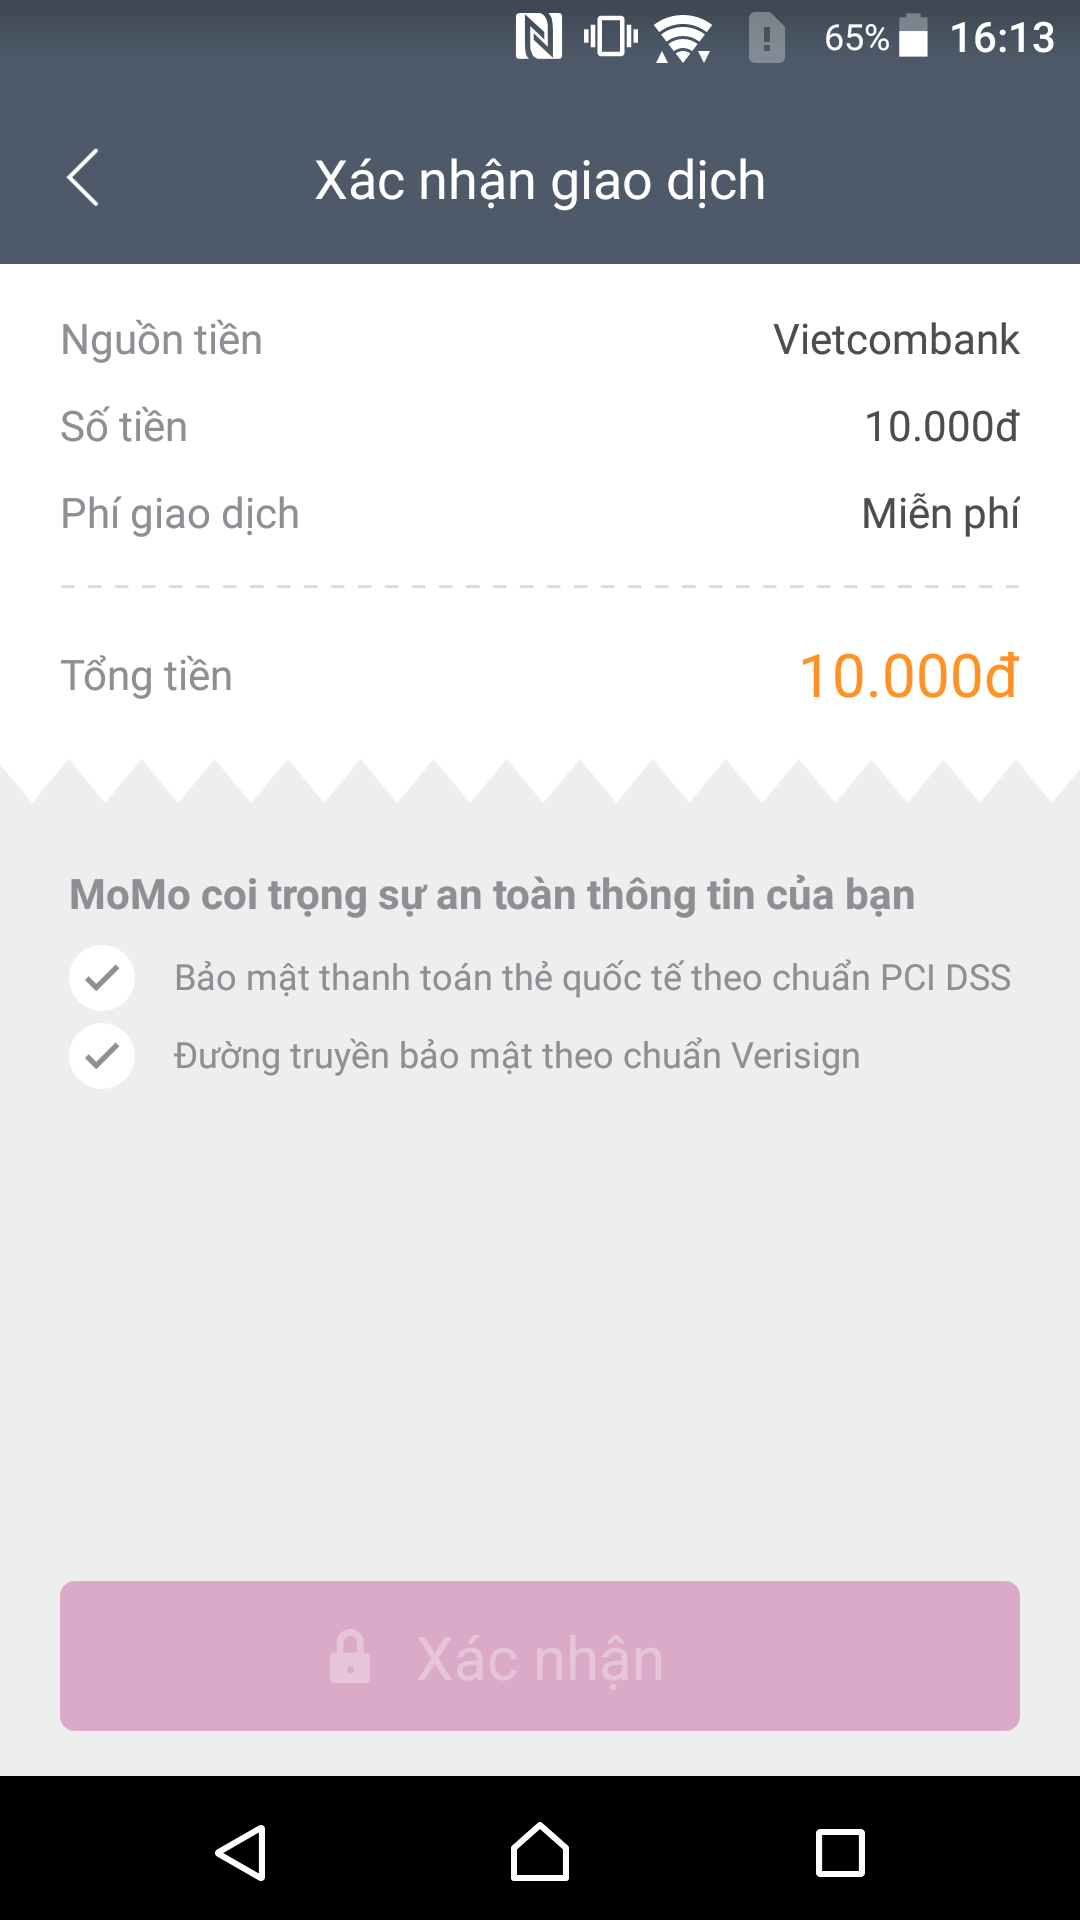 65% 16:13
Xác nhận giao dịch
Nguồn tiền Vietcombank
Số tiền 10.000đ
Phí giao dịch Miễn phí
Tổng tiền 10.000đ
MoMo coi trọng sự an toàn thông tin của bạn
Bảo mật thanh toán thẻ quốc tế theo chuẩn PCI DSS
Đường truyền bảo mật theo chuẩn Verisign
Xác nhận